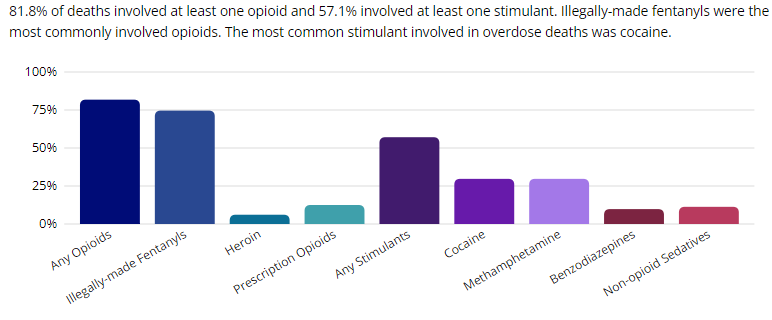 81.8% of deaths involved at least one opioid and 57.1% involved at least one stimulant. Illegally-made fentanyls were the
most commonly involved opioids. The most common stimulant involved in overdose deaths was cocaine.
100%
75%
50%
25%
0%
Any Opioids
Illegally-made Fentanyls
Heroin
Prescription Opioids
Any Stimulants
Cocaine
Methamphetamine
Benzodiazepines
Non-opioid Sedatives